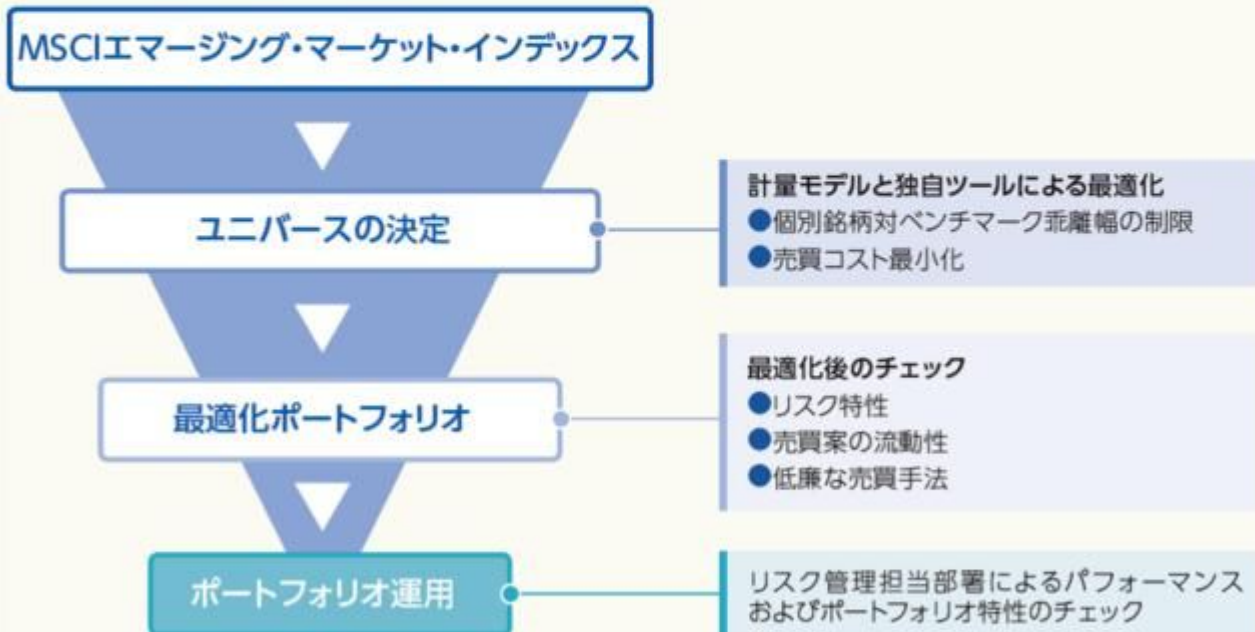 MSCIエマージング・マーケット・インデックス
ユニバースの決定
計量モデルと独自ツールによる最適化
●個別銘柄対ベンチマーク乖離幅の制限
●売買コスト最小化
最適化ポートフォリオ
最適化後のチェック
●リスク特性
●売買案の流動性
●低廉な売買手法
ポートフォリオ運用
リスク管理担当部署によるパフォーマンス
およびポートフォリオ特性のチェック